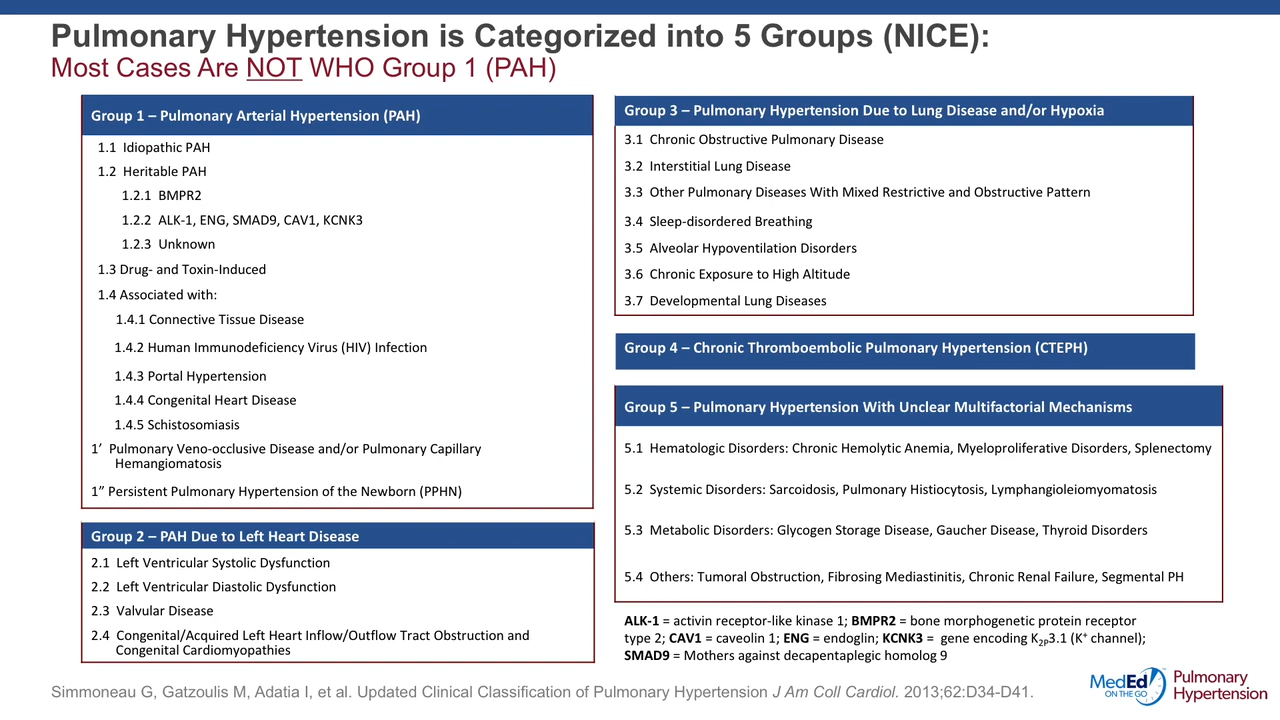 Pulmonary Hypertension is Categorized into 5 Groups (NICE):
Most Cases Are NOT WHO Group 1 (PAH)
Group 1 – Pulmonary Arterial Hypertension (PAH)
1.1 Idiopathic PAH
1.2 Heritable PAH
1.2.1 BMPR2
1.2.2 ALK-1, ENG, SMAD9, CAV1, KCNK3
1.2.3 Unknown
1.3 Drug- and Toxin-Induced
1.4 Associated with:
1.4.1 Connective Tissue Disease
1.4.2 Human Immunodeficiency Virus (HIV) Infection
1.4.3 Portal Hypertension
1.4.4 Congenital Heart Disease
1.4.5 Schistosomiasis
1’ Pulmonary Veno-occlusive Disease and/or Pulmonary Capillary
Hemangiomatosis
1” Persistent Pulmonary Hypertension of the Newborn (PPHN)
Group 2 – PAH Due to Left Heart Disease
2.1 Left Ventricular Systolic Dysfunction
2.2 Left Ventricular Diastolic Dysfunction
2.3 Valvular Disease
2.4 Congenital/Acquired Left Heart Inflow/Outflow Tract Obstruction and
Congenital Cardiomyopathies
Group 3 – Pulmonary Hypertension Due to Lung Disease and/or Hypoxia
3.1 Chronic Obstructive Pulmonary Disease
3.2 Interstitial Lung Disease
3.3 Other Pulmonary Diseases With Mixed Restrictive and Obstructive Pattern
3.4 Sleep-disordered Breathing
3.5 Alveolar Hypoventilation Disorders
3.6 Chronic Exposure to High Altitude
3.7 Developmental Lung Diseases
Group 4 – Chronic Thromboembolic Pulmonary Hypertension (CTEPH)
Group 5 – Pulmonary Hypertension With Unclear Multifactorial Mechanisms
5.1 Hematologic Disorders: Chronic Hemolytic Anemia, Myeloproliferative Disorders, Splenectomy
5.2 Systemic Disorders: Sarcoidosis, Pulmonary Histiocytosis, Lymphangioleiomyomatosis
5.3 Metabolic Disorders: Glycogen Storage Disease, Gaucher Disease, Thyroid Disorders
5.4 Others: Tumoral Obstruction, Fibrosing Mediastinitis, Chronic Renal Failure, Segmental PH
ALK-1 = activin receptor-like kinase 1; BMPR2 = bone morphogenetic protein receptor
type 2; CAV1 = caveolin 1; ENG = endoglin; KCNK3 = gene encoding K2P3.1 (K+ channel);
SMAD9 = Mothers against decapentaplegic homolog 9
Simmoneau G, Gatzoulis M, Adatia I, et al. Updated Clinical Classification of Pulmonary Hypertension J Am Coll Cardiol. 2013;62:D34-D41.
MedEd
ON THE GO
Pulmonary
Hypertension